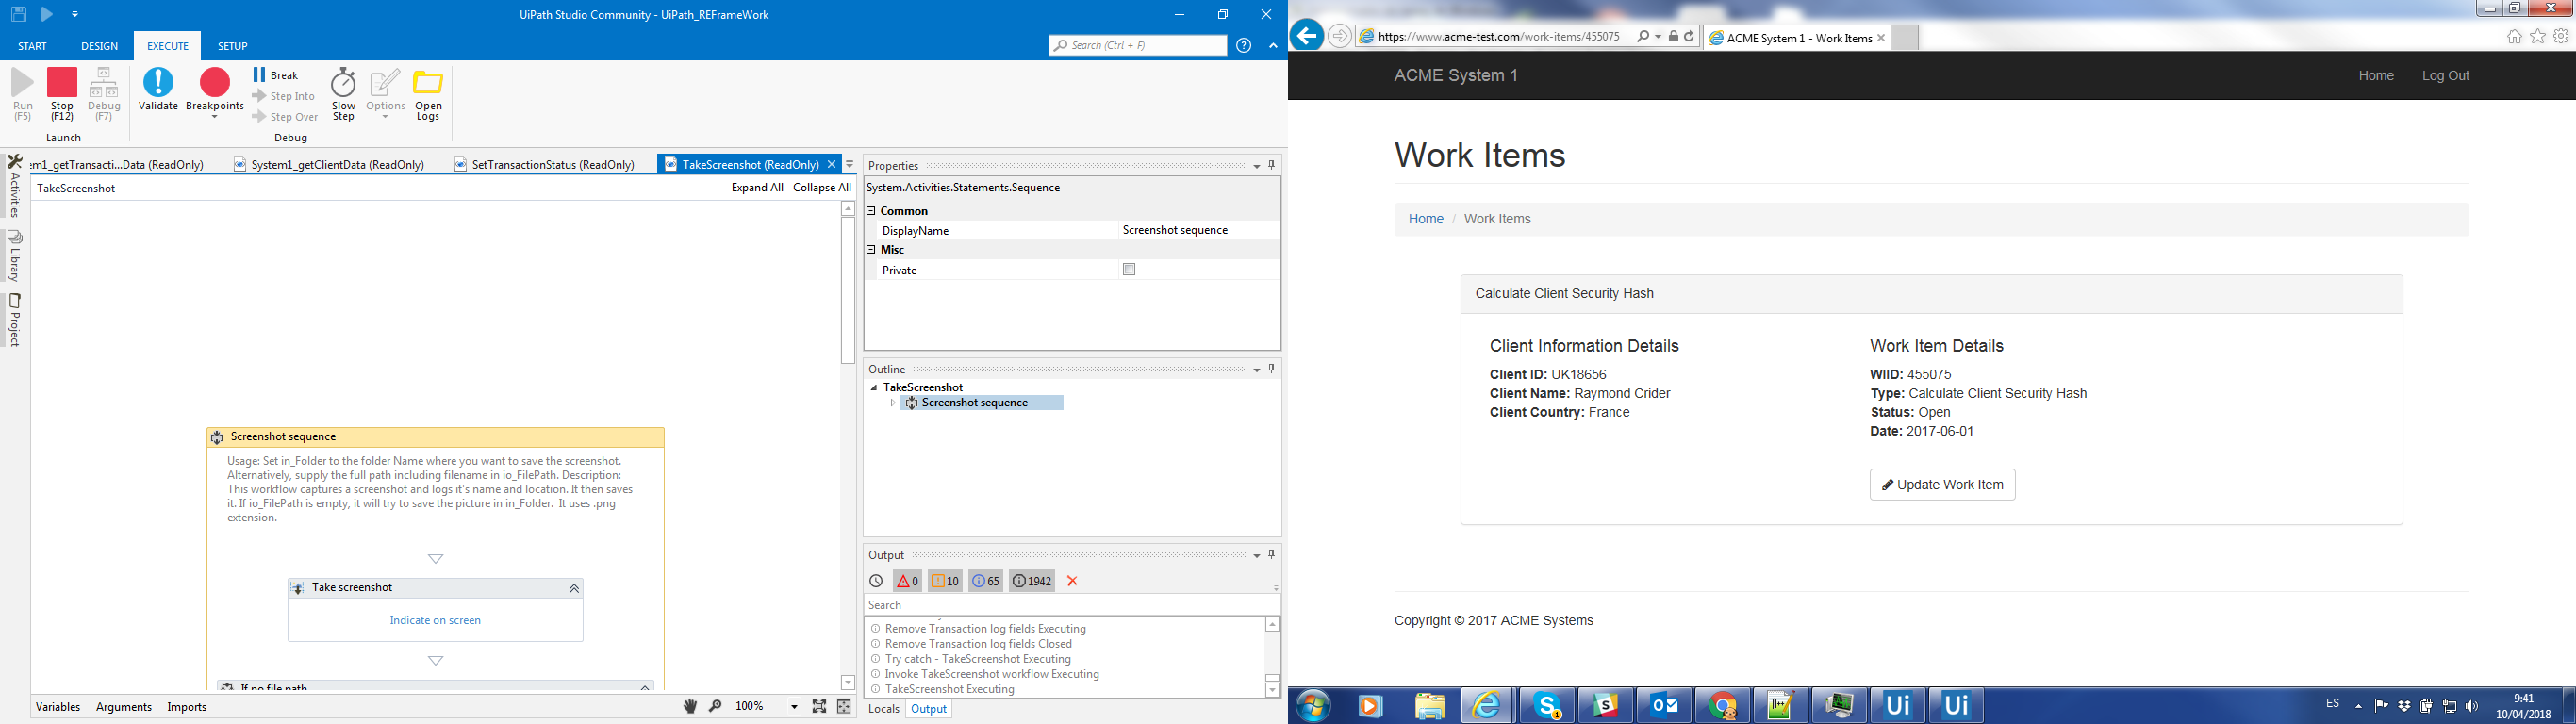 UiPath Studio Community - UiPath_REFrameWork
START DESIGN EXECUTE SETUP
Search (Ctrl + F)
Run (F5)
Stop (F12)
Debug (F7)
Launch
Validate
Breakpoints
Break
Step Into
Step Over
Slow Step
Options
Open Logs
Debug
Activities
Library
Project
em1_getTransacti...Data (ReadOnly) System1_getClientData (ReadOnly) SetTransactionStatus (ReadOnly) TakeScreenshot (ReadOnly)
TakeScreenshot
Expand All Collapse All
Screenshot sequence
Usage: Set in_Folder to the folder Name where you want to save the screenshot.
Alternatively, supply the full path including filename in io_FilePath. Description:
This workflow captures a screenshot and logs it's name and location. It then saves
it. If io_FilePath is empty, it will try to save the picture in in_Folder. It uses .png
extension.
Take screenshot
Indicate on screen
If no file path
Variables Arguments Imports
100%
Properties
System.Activities.Statements.Sequence
Common
DisplayName Screenshot sequence
Misc
Private
Outline
TakeScreenshot
Screenshot sequence
Output
0 10 65 1942
Search
Remove Transaction log fields Executing
Remove Transaction log fields Closed
Try catch - TakeScreenshot Executing
Invoke TakeScreenshot workflow Executing
TakeScreenshot Executing
Locals Output
https://www.acme-test.com/work-items/455075
ACME System 1 - Work Items
ACME System 1
Home Log Out
Work Items
Home / Work Items
Calculate Client Security Hash
Client Information Details
Client ID: UK18656
Client Name: Raymond Crider
Client Country: France
Work Item Details
WIID: 455075
Type: Calculate Client Security Hash
Status: Open
Date: 2017-06-01
Update Work Item
Copyright © 2017 ACME Systems
Ui Ui
ES
9:41
10/04/2018